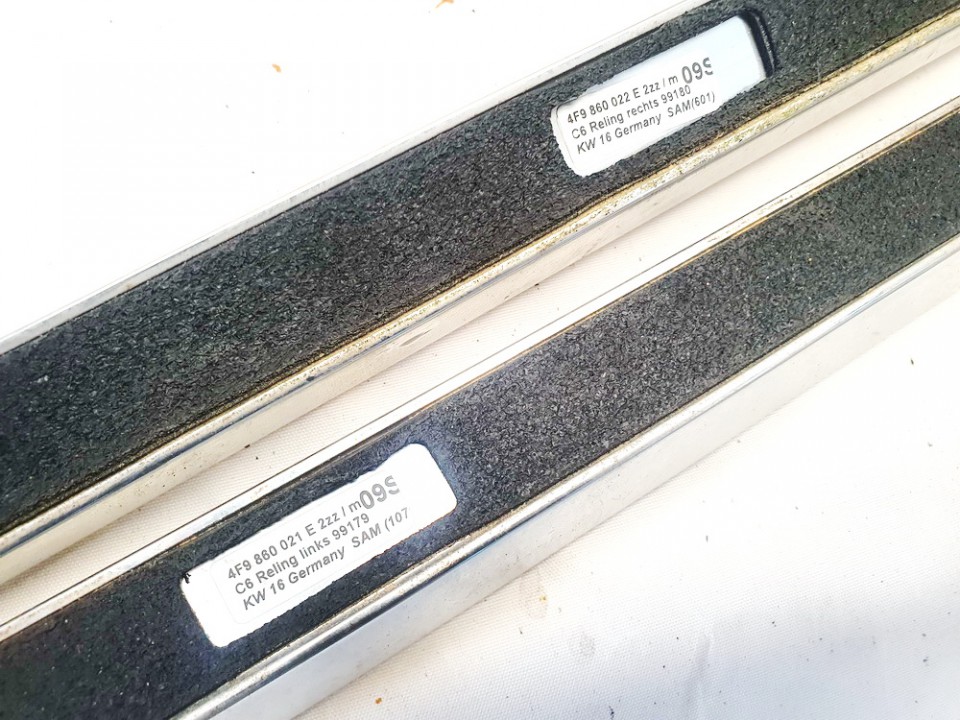 4F9 860 022 E 2zz / m 09S
C6 Reling rechts 99180
KW 16 Germany SAM(601)
4F9 860 021 E 2zz / m09S
C6 Reling links 99179
KW 16 Germany SAM (107